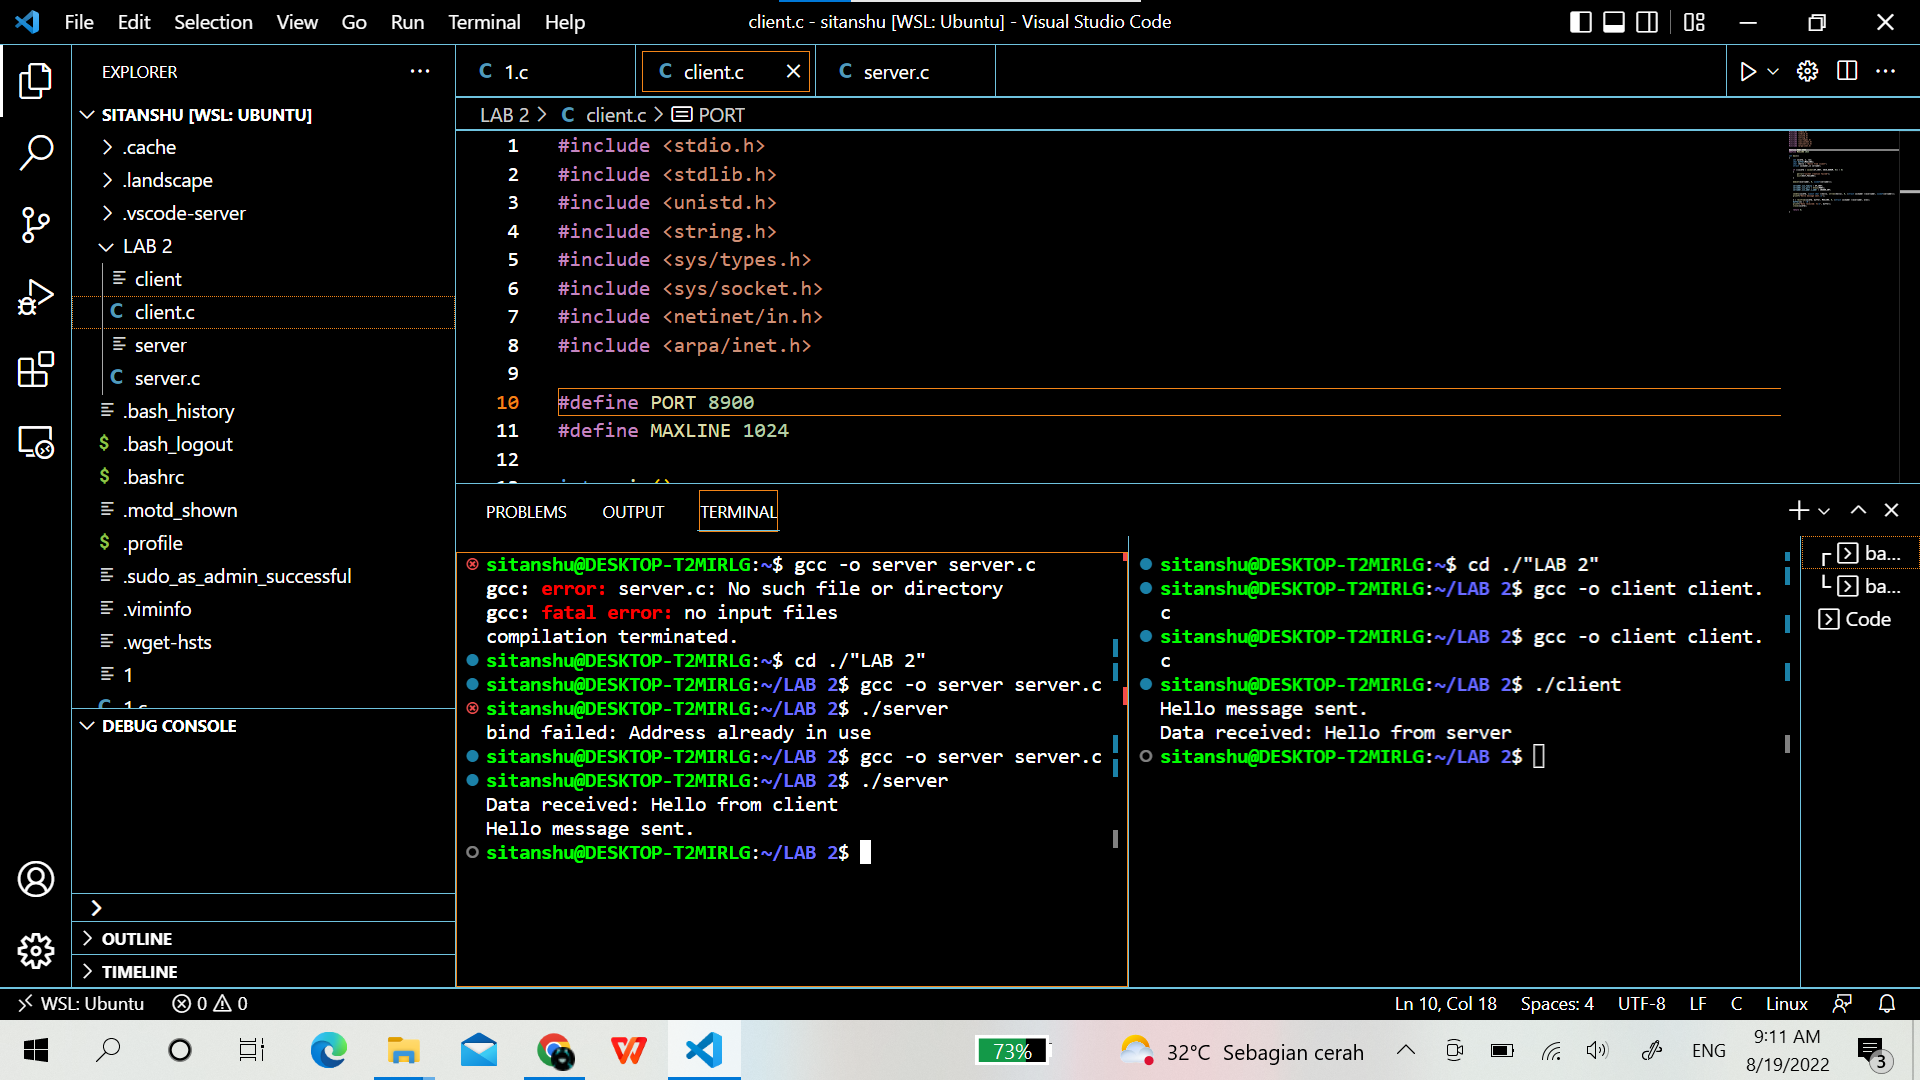 File Edit Selection View Go Run Terminal Help
client.c - sitanshu [WSL: Ubuntu] - Visual Studio Code
EXPLORER
SITANSHU [WSL: UBUNTU]
.cache
.landscape
.vscode-server
LAB 2
client
C client.c
server
C server.c
.bash_history
$ .bash_logout
$ .bashrc
.motd_shown
$ .profile
.sudo_as_admin_successful
.viminfo
.wget-hsts
1
DEBUG CONSOLE
OUTLINE
TIMELINE
C 1.c
C client.c
C server.c
LAB 2 > C client.c > PORT
1 #include <stdio.h>
2 #include <stdlib.h>
3 #include <unistd.h>
4 #include <string.h>
5 #include <sys/types.h>
6 #include <sys/socket.h>
7 #include <netinet/in.h>
8 #include <arpa/inet.h>
9
10 #define PORT 8900
11 #define MAXLINE 1024
12
PROBLEMS OUTPUT TERMINAL
sitanshu@DESKTOP-T2MIRLG:~$ gcc -o server server.c
gcc: error: server.c: No such file or directory
gcc: fatal error: no input files
compilation terminated.
sitanshu@DESKTOP-T2MIRLG:~$ cd ./"LAB 2"
sitanshu@DESKTOP-T2MIRLG:~/LAB 2$ gcc -o server server.c
sitanshu@DESKTOP-T2MIRLG:~/LAB 2$ ./server
bind failed: Address already in use
sitanshu@DESKTOP-T2MIRLG:~/LAB 2$ gcc -o server server.c
sitanshu@DESKTOP-T2MIRLG:~/LAB 2$ ./server
Data received: Hello from client
Hello message sent.
sitanshu@DESKTOP-T2MIRLG:~/LAB 2$
sitanshu@DESKTOP-T2MIRLG:~$ cd ./"LAB 2"
sitanshu@DESKTOP-T2MIRLG:~/LAB 2$ gcc -o client client.
c
sitanshu@DESKTOP-T2MIRLG:~/LAB 2$ gcc -o client client.
c
sitanshu@DESKTOP-T2MIRLG:~/LAB 2$ ./client
Hello message sent.
Data received: Hello from server
sitanshu@DESKTOP-T2MIRLG:~/LAB 2$
ba...
ba...
Code
WSL: Ubuntu 0 0
Ln 10, Col 18 Spaces: 4 UTF-8 LF C Linux
73%
32°C Sebagian cerah
ENG
9:11 AM
8/19/2022
3